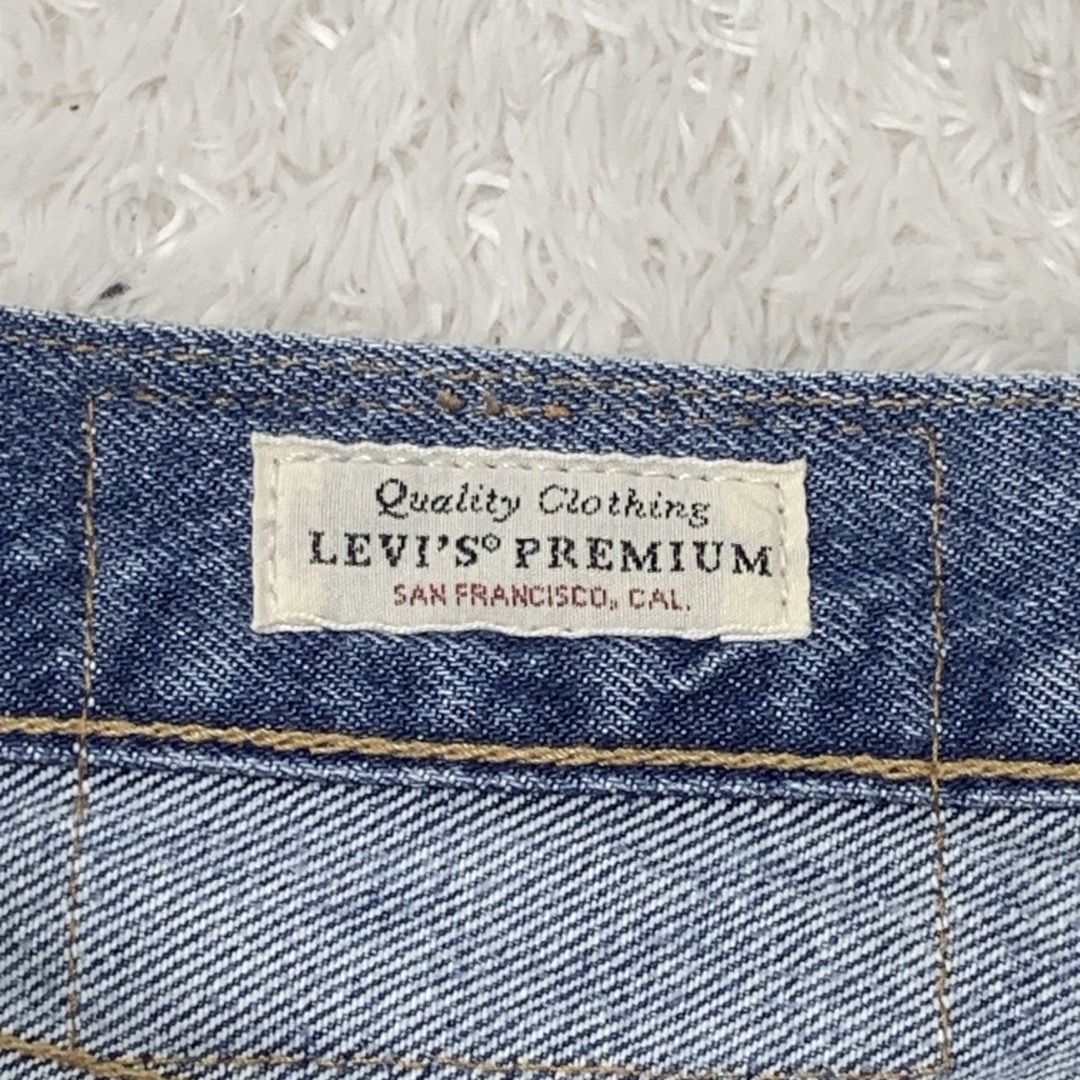 Quality Clothing
LEVI'S® PREMIUM
SAN FRANCISCO, CAL.